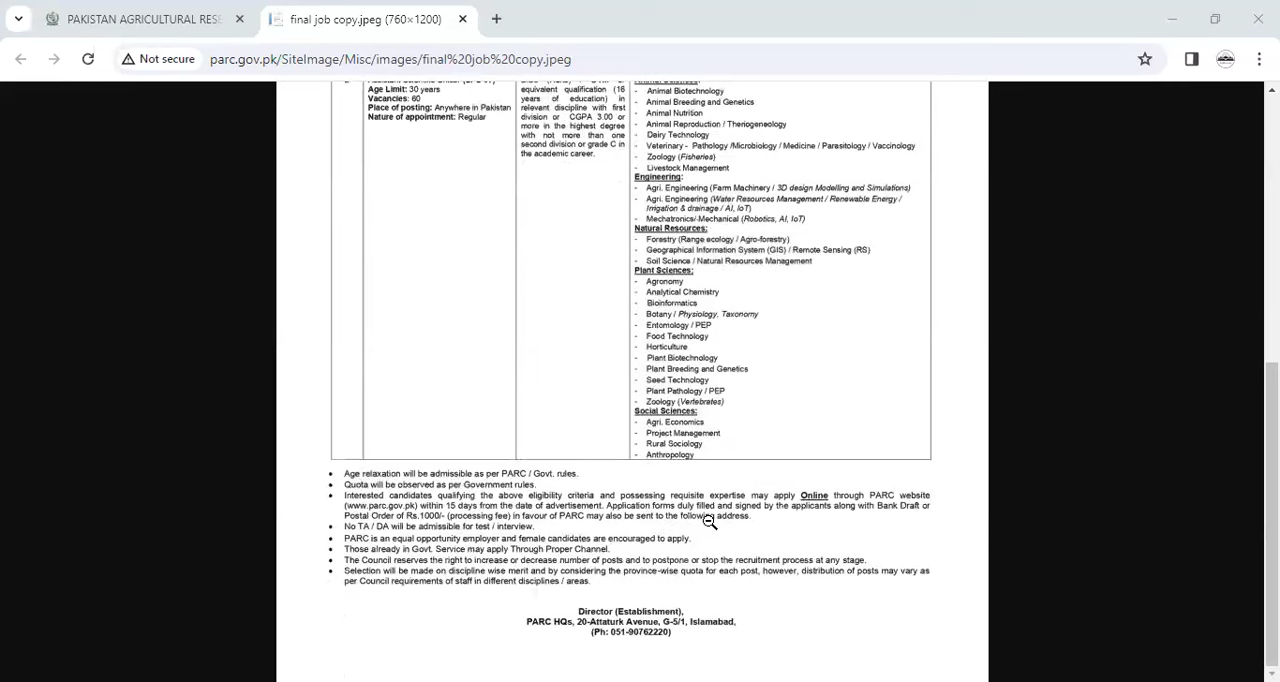 PAKISTAN AGRICULTURAL RESE
final job copy.jpeg (760×1200)
Not secure
parc.gov.pk/SiteImage/Misc/images/final%20job%20copy.jpeg
Age Limit: 30 years
Vacancies: 60
Place of posting: Anywhere in Pakistan
Nature of appointment: Regular
equivalent qualification (16
years of education) in
relevant discipline with first
division or CGPA 3.00 or
more in the highest degree
with not more than one
second division or grade C in
the academic career.
- Animal Biotechnology
- Animal Breeding and Genetics
- Animal Nutrition
- Animal Reproduction / Theriogeneology
- Dairy Technology
- Veterinary - Pathology /Microbiology / Medicine / Parasitology / Vaccinology
- Zoology (Fisheries)
- Livestock Management
Engineering:
- Agri. Engineering (Farm Machinery / 3D design Modelling and Simulations)
- Agri. Engineering (Water Resources Management / Renewable Energy /
Irrigation & drainage / AI, IoT)
- Mechatronics/-Mechanical (Robotics, AI, IoT)
Natural Resources:
- Forestry (Range ecology / Agro-forestry)
- Geographical Information System (GIS) / Remote Sensing (RS)
- Soil Science / Natural Resources Management
Plant Sciences:
- Agronomy
- Analytical Chemistry
- Bioinformatics
- Botany / Physiology, Taxonomy
- Entomology / PEP
- Food Technology
- Horticulture
- Plant Biotechnology
- Plant Breeding and Genetics
- Seed Technology
- Plant Pathology / PEP
- Zoology (Vertebrates)
Social Sciences:
- Agri. Economics
- Project Management
- Rural Sociology
- Anthropology
• Age relaxation will be admissible as per PARC / Govt. rules.
• Quota will be observed as per Government rules.
• Interested candidates qualifying the above eligibility criteria and possessing requisite expertise may apply Online through PARC website
(www.parc.gov.pk) within 15 days from the date of advertisement. Application forms duly filled and signed by the applicants along with Bank Draft or
Postal Order of Rs.1000/- (processing fee) in favour of PARC may also be sent to the following address.
• No TA / DA will be admissible for test / interview.
• PARC is an equal opportunity employer and female candidates are encouraged to apply.
• Those already in Govt. Service may apply Through Proper Channel.
• The Council reserves the right to increase or decrease number of posts and to postpone or stop the recruitment process at any stage.
• Selection will be made on discipline wise merit and by considering the province-wise quota for each post, however, distribution of posts may vary as
per Council requirements of staff in different disciplines / areas.
Director (Establishment),
PARC HQs, 20-Attaturk Avenue, G-5/1, Islamabad,
(Ph: 051-90762220)